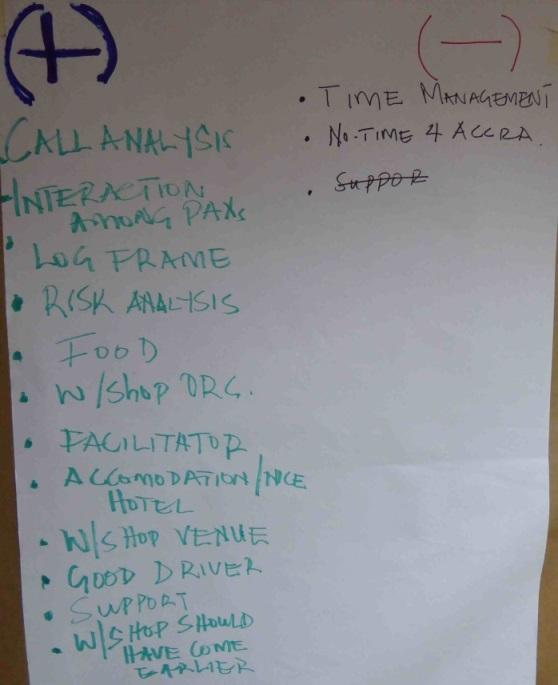 (+)
CALL ANALYSIS
- INTERACTION
AMONG PAXs
• LOG FRAME
• RISK ANALYSIS
• FOOD
• W/Shop ORG.
• FACILITATOR
• ACCOMODATION/NICE
HOTEL
• W/SHOP VENUE
• GOOD DRIVER
• SUPPORT
• W/SHOP SHOULD
HAVE COME
EARLIER
(—)
• TIME MANAGEMENT
• NO-TIME 4 ACCRA.
• SUPPOR